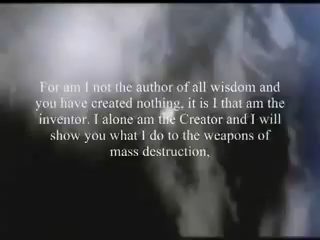 For am I not the author of all wisdom and
you have created nothing, it is I that am the
inventor. I alone am the Creator and I will
show you what I do to the weapons of
mass destruction,